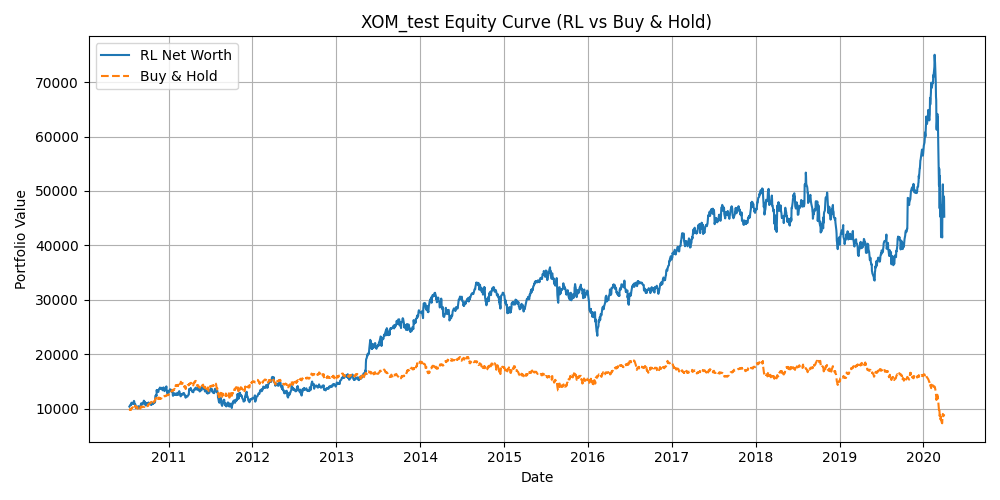 XOM_test Equity Curve (RL vs Buy & Hold)
RL Net Worth
Buy & Hold
Portfolio Value
70000
60000
50000
40000
30000
20000
10000
2011 2012 2013 2014 2015 2016 2017 2018 2019 2020
Date